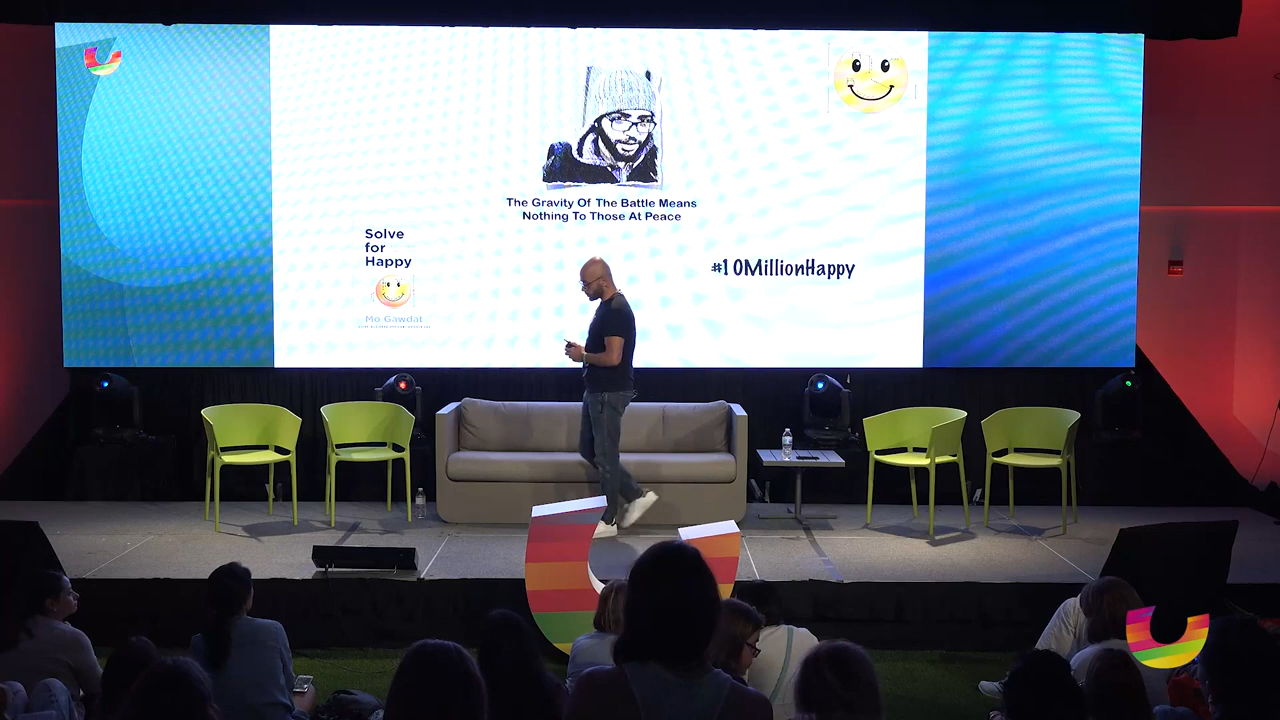 The Gravity Of The Battle Means
Nothing To Those At Peace
Solve
for
Happy
#10MillionHappy
Mo Gawdat